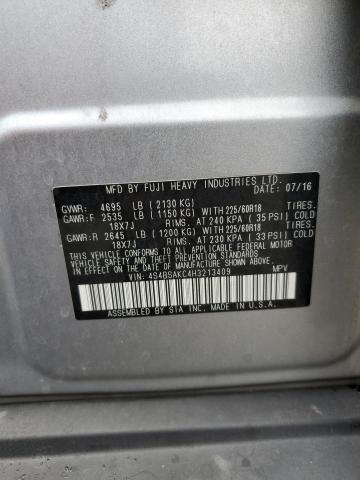 MFD BY FUJI HEAVY INDUSTRIES LTD.
DATE: 07/16
GVWR: 4695 LB (2130 KG)
GAWR:F 2535 LB (1150 KG) WITH 225/60R18 TIRES.
18X7J RIMS. AT 240 KPA (35 PSI) COLD
GAWR:R 2645 LB (1200 KG) WITH 225/60R18 TIRES.
18X7J RIMS. AT 230 KPA (33 PSI) COLD
THIS VEHICLE CONFORMS TO ALL APPLICABLE FEDERAL MOTOR
VEHICLE SAFETY AND THEFT PREVENTION STANDARDS IN EFFECT
ON THE DATE OF MANUFACTURE SHOWN ABOVE.
VIN: 4S4BSAKC4H3213409 MPV
ASSEMBLED BY SIA INC. MADE IN U.S.A.